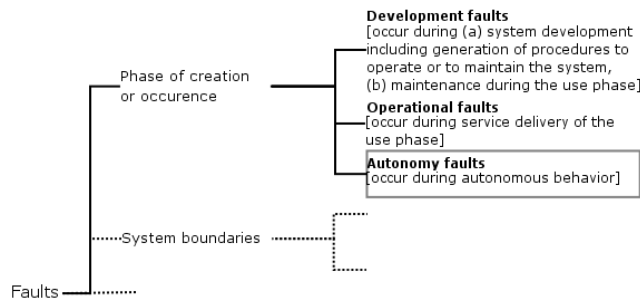 Development faults
[occur during (a) system development
including generation of procedures to
operate or to maintain the system,
(b) maintenance during the use phase]
Phase of creation
or occurence
Operational faults
[occur during service delivery of the
use phase]
Autonomy faults
[occur during autonomous behavior]
System boundaries
Faults